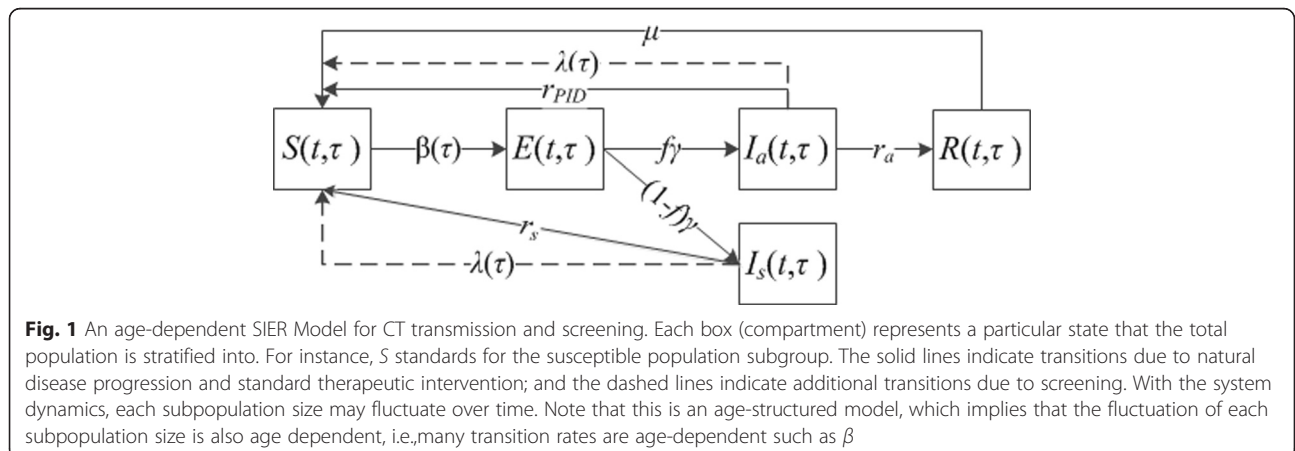 μ
λ(τ)
r_PID
S(t,τ) β(τ) E(t,τ) fγ I_a(t,τ) r_a R(t,τ)
(1-f)γ
r_s
λ(τ) I_s(t,τ)
Fig. 1 An age-dependent SIER Model for CT transmission and screening. Each box (compartment) represents a particular state that the total
population is stratified into. For instance, S standards for the susceptible population subgroup. The solid lines indicate transitions due to natural
disease progression and standard therapeutic intervention; and the dashed lines indicate additional transitions due to screening. With the system
dynamics, each subpopulation size may fluctuate over time. Note that this is an age-structured model, which implies that the fluctuation of each
subpopulation size is also age dependent, i.e.,many transition rates are age-dependent such as β